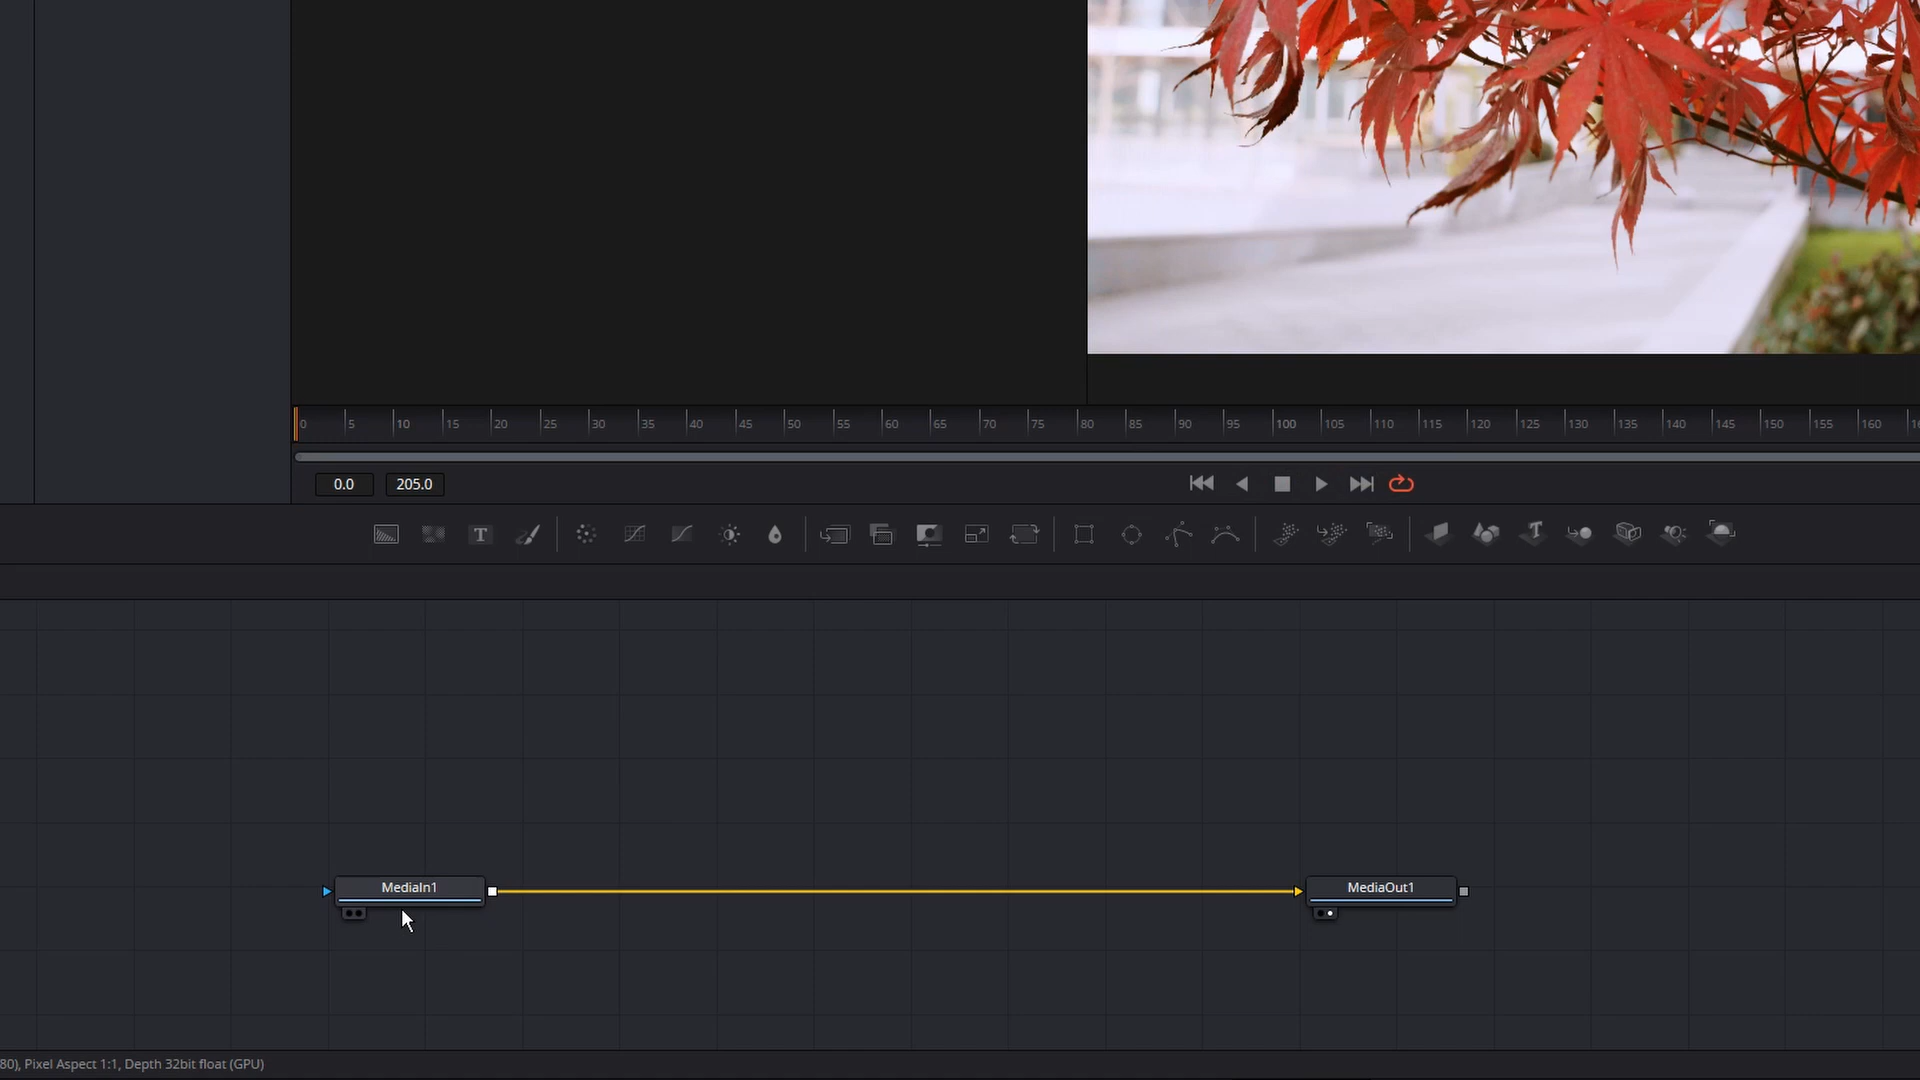 0 5 10 15 20 25 30 35 40 45 50 55 60 65 70 75 80 85 90 95 100 105 110 115 120 125 130 135 140 145 150 155 160
0.0 205.0
T
T
MediaIn1 MediaOut1
80), Pixel Aspect 1:1, Depth 32bit float (GPU)